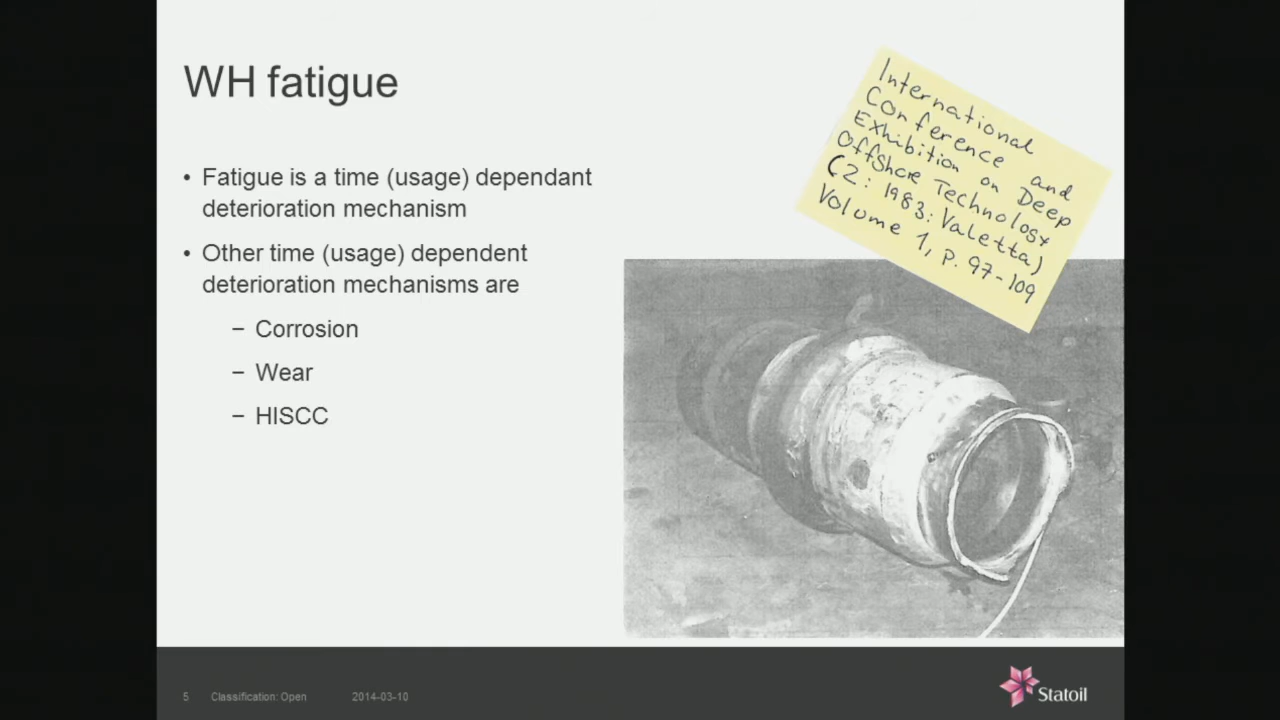 WH fatigue
• Fatigue is a time (usage) dependant
deterioration mechanism
• Other time (usage) dependent
deterioration mechanisms are
– Corrosion
– Wear
– HISCC
International
Conference and
Exhibition on Deep
Offshore Technology
(2: 1983: Valetta)
Volume 1, p. 97-109
5 Classification: Open 2014-03-10
Statoil